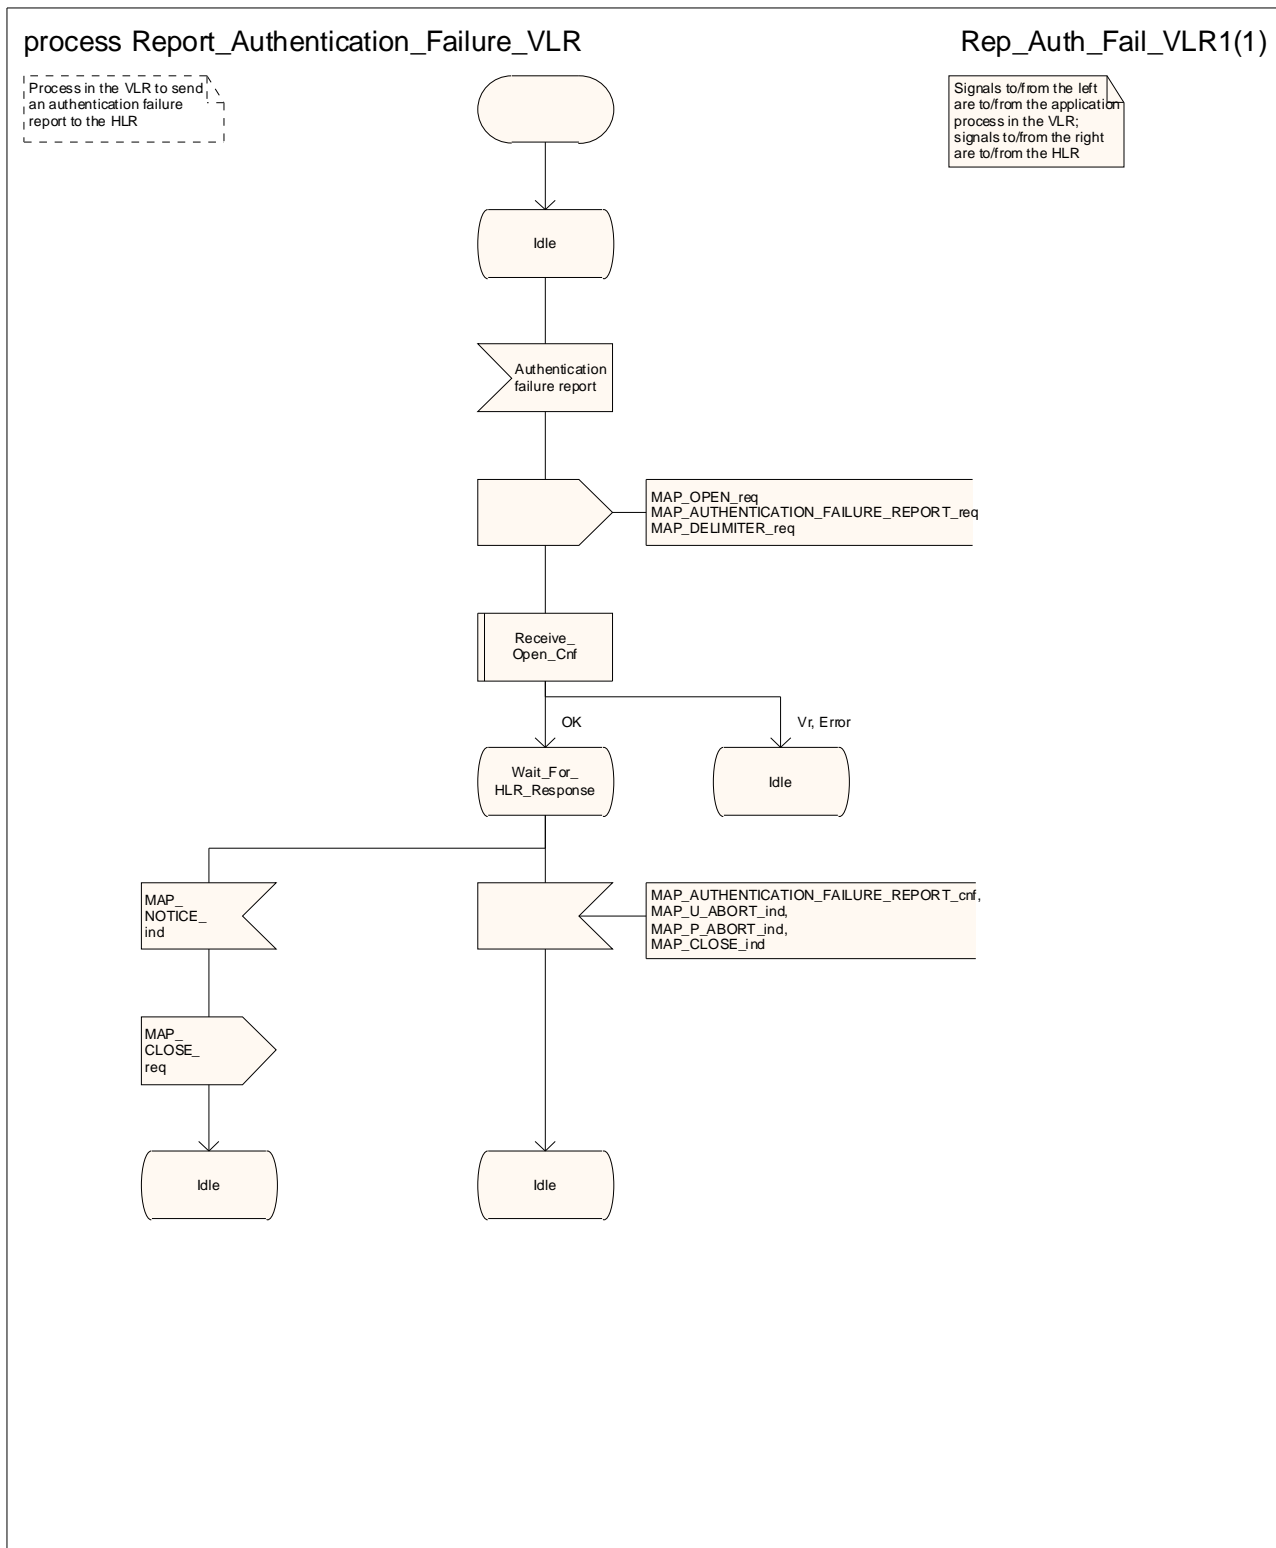 process Report_Authentication_Failure_VLR
Rep_Auth_Fail_VLR1(1)
Process in the VLR to send
an authentication failure
report to the HLR
Signals to/from the left
are to/from the application
process in the VLR;
signals to/from the right
are to/from the HLR
Idle
Authentication
failure report
MAP_OPEN_req
MAP_AUTHENTICATION_FAILURE_REPORT_req
MAP_DELIMITER_req
Receive_
Open_Cnf
OK
Vr, Error
Wait_For_
HLR_Response
Idle
MAP_
NOTICE_
ind
MAP_AUTHENTICATION_FAILURE_REPORT_cnf,
MAP_U_ABORT_ind,
MAP_P_ABORT_ind,
MAP_CLOSE_ind
MAP_
CLOSE_
req
Idle
Idle